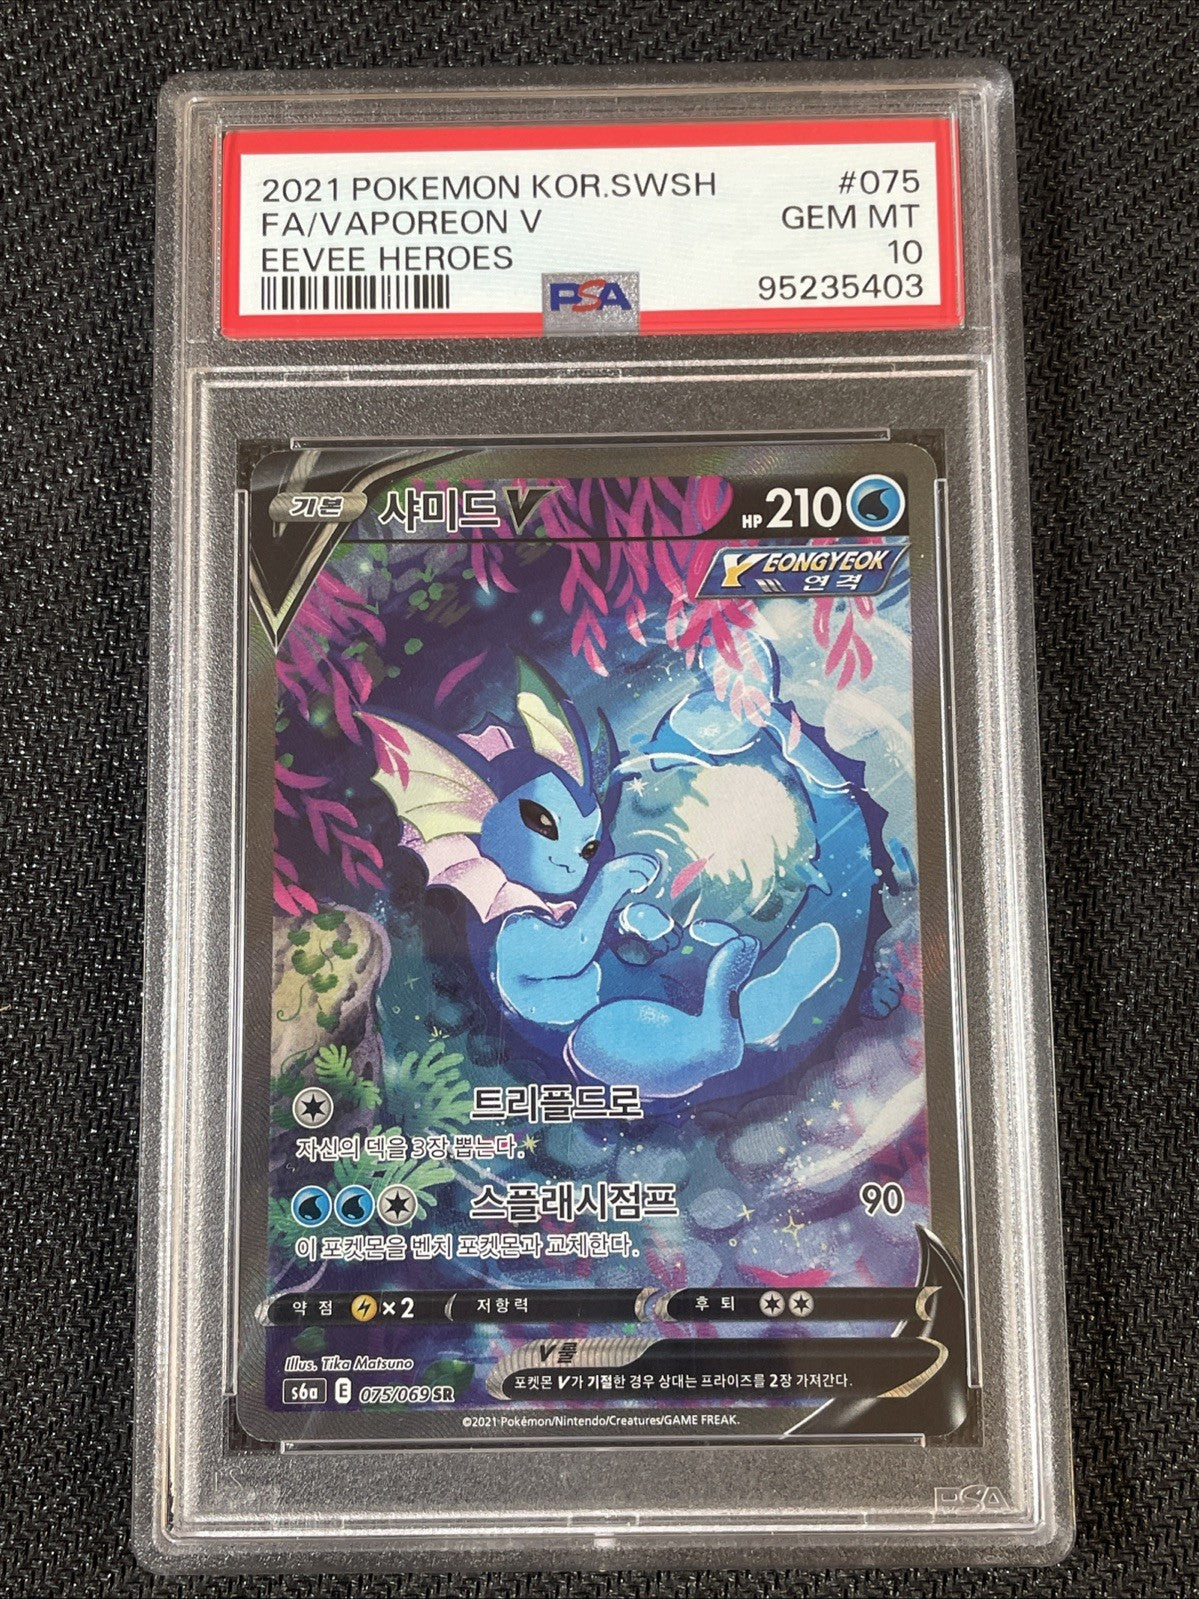 2021 POKEMON KOR.SWSH #075
FA/VAPOREON V GEM MT
EEVEE HEROES 10
PSA 95235403
기본 샤미드V HP 210
YEONGYEOK
연격
트리플드로
자신의 덱을 3장 뽑는다.
스플래시점프 90
이 포켓몬을 벤치 포켓몬과 교체한다.
약점 ×2 저항력 후퇴
Illus. Tika Matsuno
V룰
s6a E 075/069 SR
포켓몬 V가 기절한 경우 상대는 프라이즈를 2장 가져간다.
©2021 Pokémon/Nintendo/Creatures/GAME FREAK.
PSA